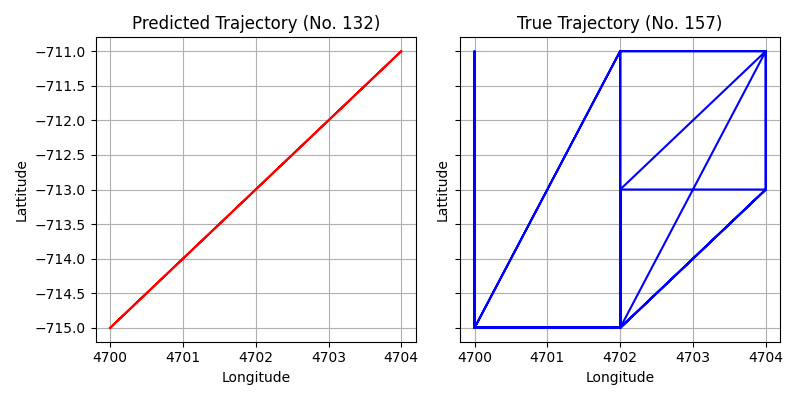 Predicted Trajectory (No. 132)
True Trajectory (No. 157)
−711.0
−711.5
−712.0
−712.5
−713.0
−713.5
−714.0
−714.5
−715.0
Lattitude
Lattitude
4700 4701 4702 4703 4704
4700 4701 4702 4703 4704
Longitude
Longitude